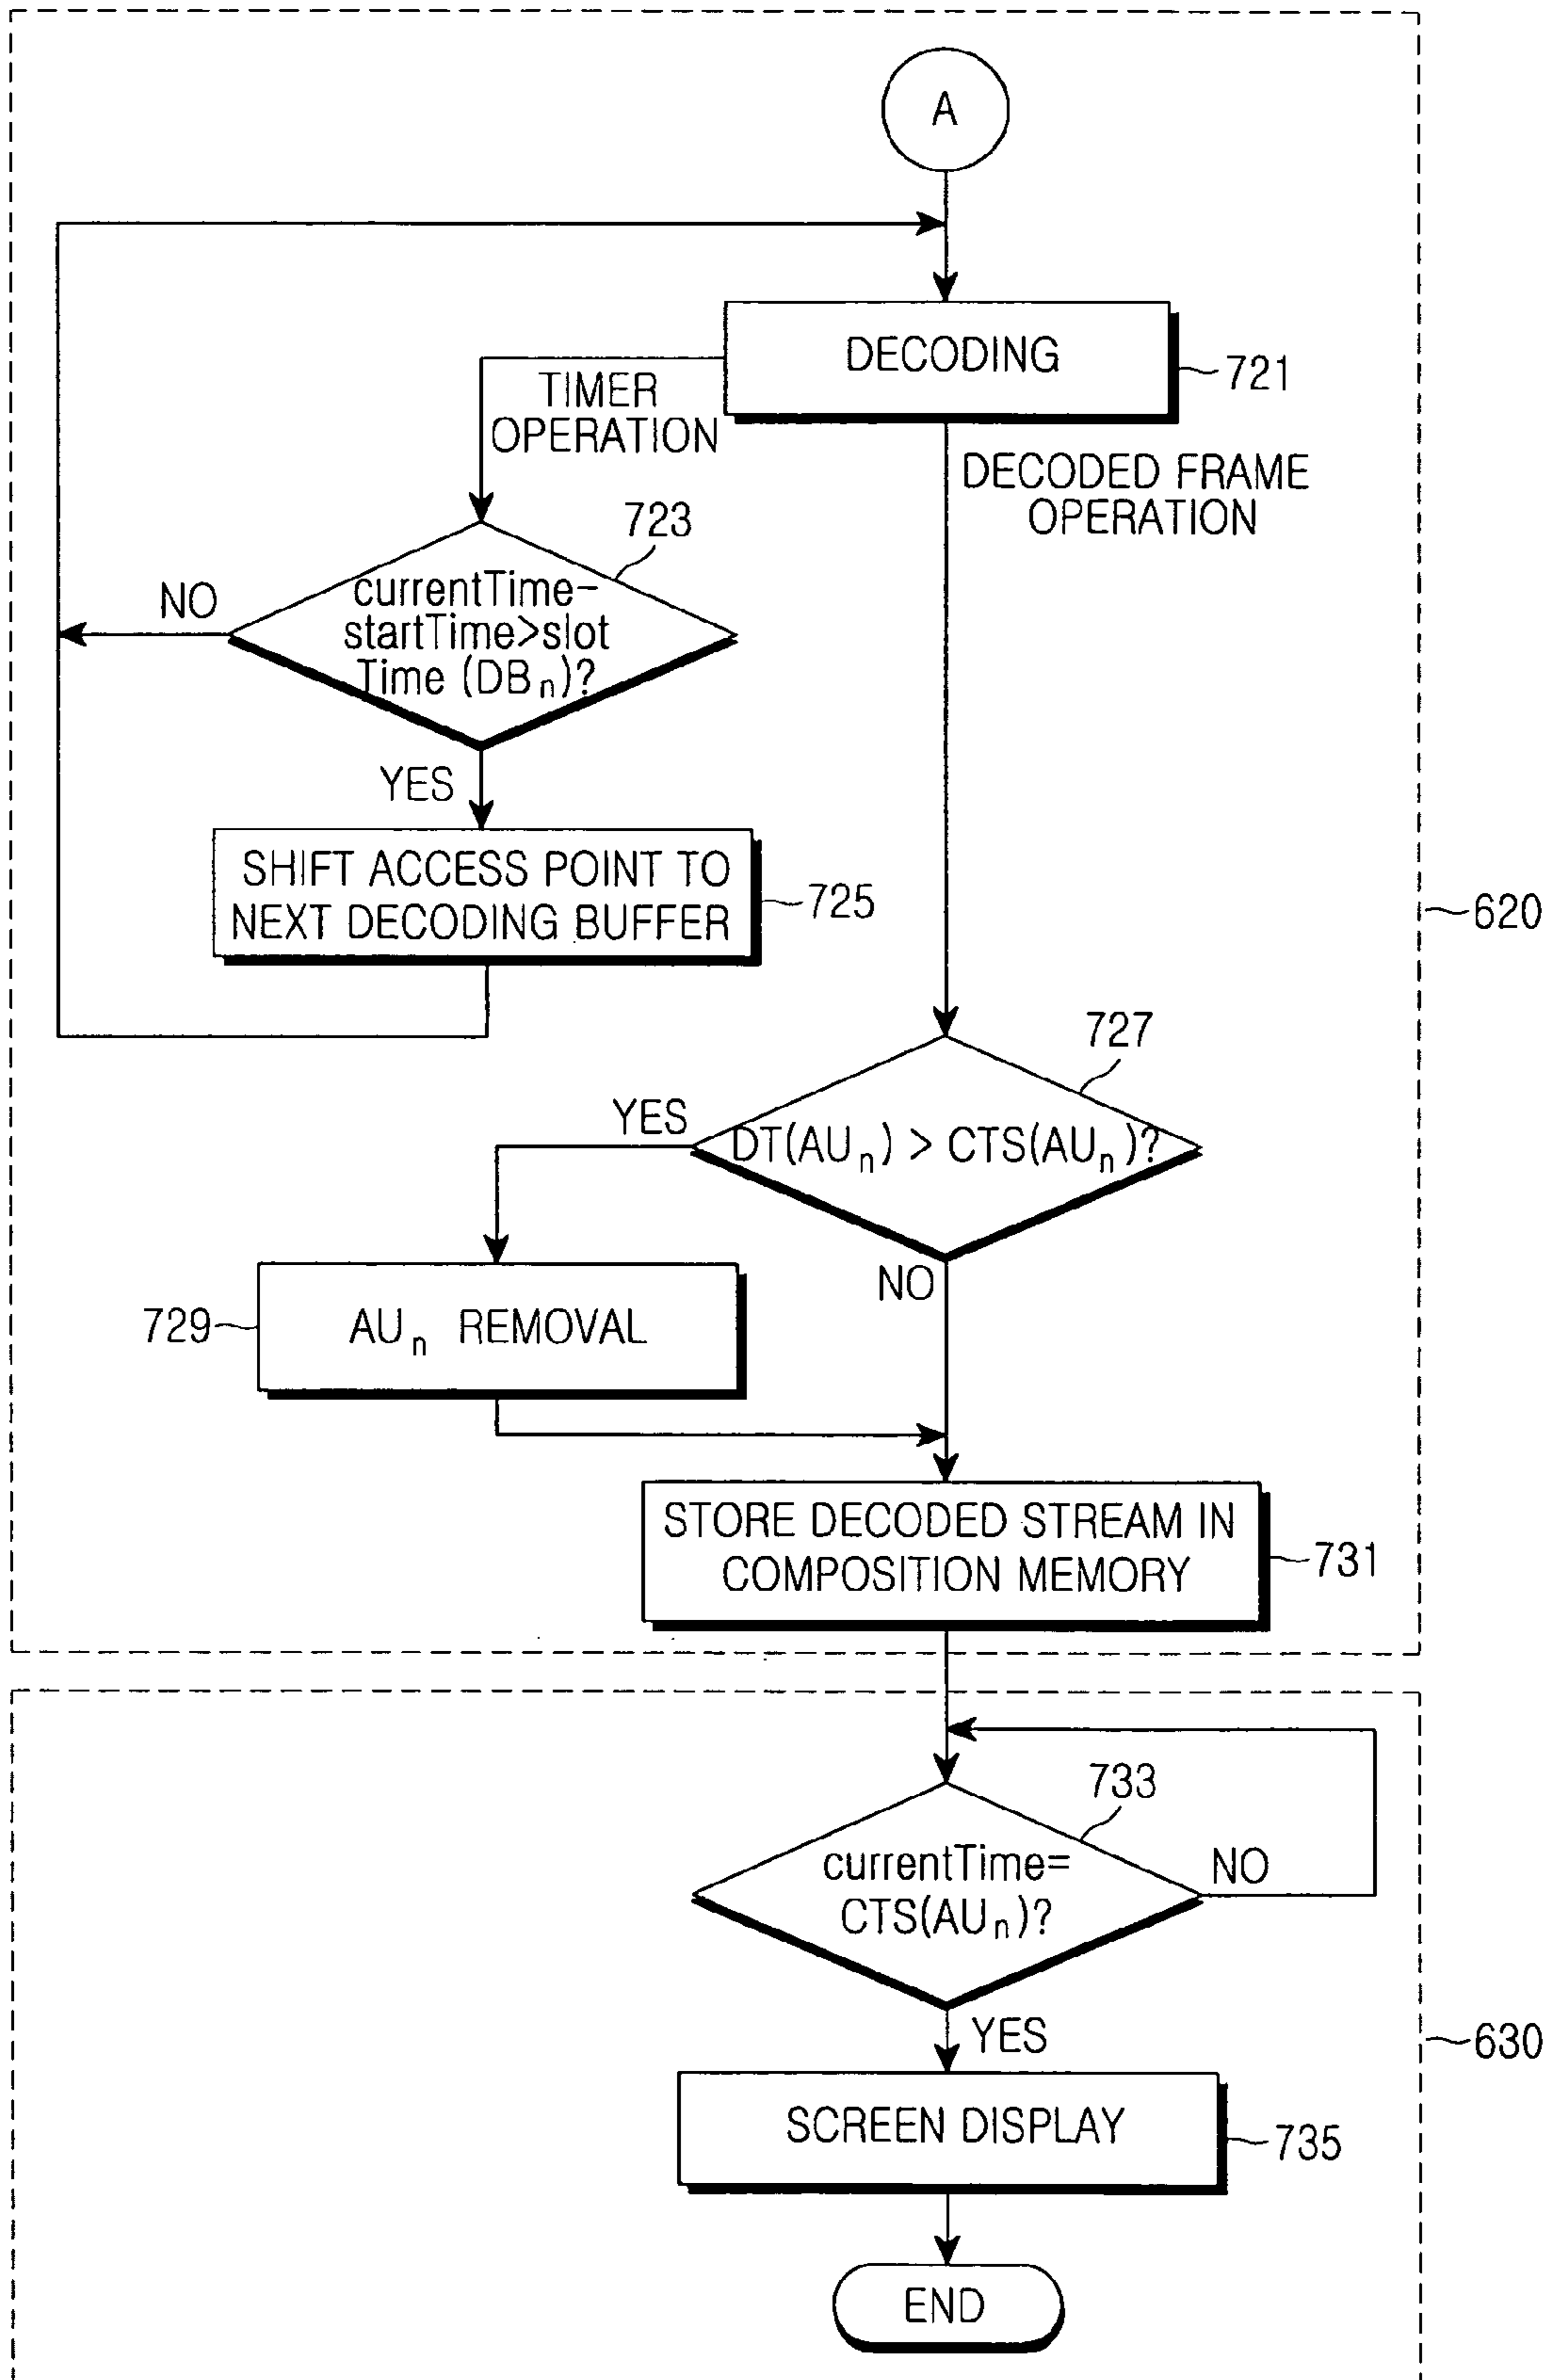 A
DECODING
721
TIMER
OPERATION
DECODED FRAME
OPERATION
723
currentTime-
startTime>slot
Time (DBn)?
NO
YES
SHIFT ACCESS POINT TO
NEXT DECODING BUFFER
725
620
727
DT(AUn) > CTS(AUn)?
YES
NO
729
AUn REMOVAL
STORE DECODED STREAM IN
COMPOSITION MEMORY
731
733
currentTime=
CTS(AUn)?
NO
YES
630
SCREEN DISPLAY
735
END